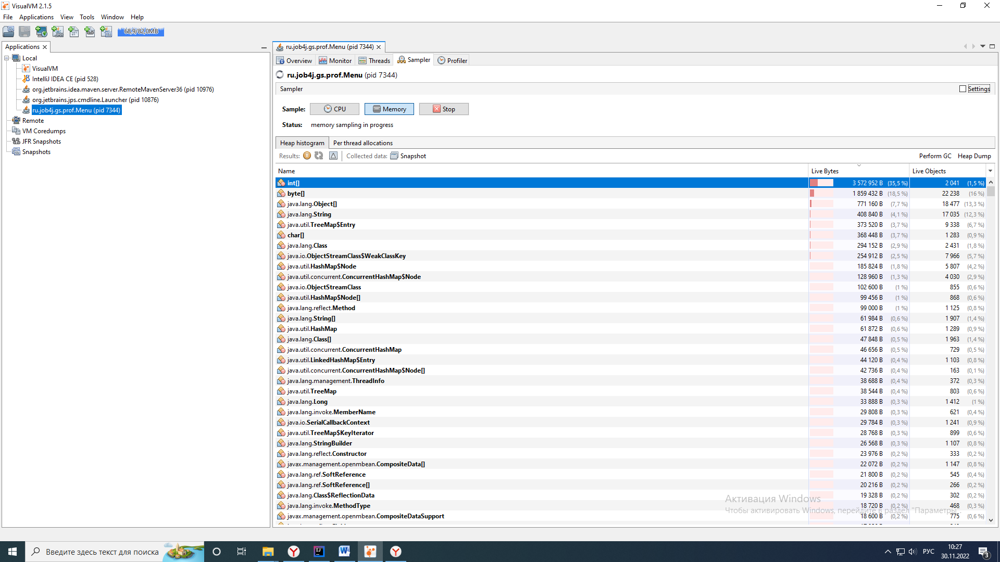 VisualVM 2.1.5
File Applications View Tools Window Help
68,9/82,0MB
Applications
Local
VisualVM
IntelliJ IDEA CE (pid 528)
org.jetbrains.idea.maven.server.RemoteMavenServer36 (pid 10976)
org.jetbrains.jps.cmdline.Launcher (pid 10876)
ru.job4j.gs.prof.Menu (pid 7344)
Remote
VM Coredumps
JFR Snapshots
Snapshots
ru.job4j.gs.prof.Menu (pid 7344)
Overview Monitor Threads Sampler Profiler
ru.job4j.gs.prof.Menu (pid 7344)
Sampler Settings
Sample: CPU Memory Stop
Status: memory sampling in progress
Heap histogram Per thread allocations
Results: Collected data: Snapshot Perform GC Heap Dump
Name Live Bytes Live Objects
int[] 3 572 952 B (35,5 %) 2 041 (1,5 %)
byte[] 1 859 432 B (18,5 %) 22 238 (16 %)
java.lang.Object[] 771 160 B (7,7 %) 18 477 (13,3 %)
java.lang.String 408 840 B (4,1 %) 17 035 (12,3 %)
java.util.TreeMap$Entry 373 520 B (3,7 %) 9 338 (6,7 %)
char[] 368 448 B (3,7 %) 1 283 (0,9 %)
java.lang.Class 294 152 B (2,9 %) 2 431 (1,8 %)
java.io.ObjectStreamClass$WeakClassKey 254 912 B (2,5 %) 7 966 (5,7 %)
java.util.HashMap$Node 185 824 B (1,8 %) 5 807 (4,2 %)
java.util.concurrent.ConcurrentHashMap$Node 128 960 B (1,3 %) 4 030 (2,9 %)
java.io.ObjectStreamClass 102 600 B (1 %) 855 (0,6 %)
java.util.HashMap$Node[] 99 456 B (1 %) 868 (0,6 %)
java.lang.reflect.Method 99 000 B (1 %) 1 125 (0,8 %)
java.lang.String[] 61 984 B (0,6 %) 1 907 (1,4 %)
java.util.HashMap 61 872 B (0,6 %) 1 289 (0,9 %)
java.lang.Class[] 47 848 B (0,5 %) 1 963 (1,4 %)
java.util.concurrent.ConcurrentHashMap 46 656 B (0,5 %) 729 (0,5 %)
java.util.LinkedHashMap$Entry 44 120 B (0,4 %) 1 103 (0,8 %)
java.util.concurrent.ConcurrentHashMap$Node[] 42 736 B (0,4 %) 163 (0,1 %)
java.lang.management.ThreadInfo 38 688 B (0,4 %) 372 (0,3 %)
java.util.TreeMap 38 544 B (0,4 %) 803 (0,6 %)
java.lang.Long 33 888 B (0,3 %) 1 412 (1 %)
java.lang.invoke.MemberName 29 808 B (0,3 %) 621 (0,4 %)
java.io.SerialCallbackContext 29 784 B (0,3 %) 1 241 (0,9 %)
java.util.TreeMap$KeyIterator 28 768 B (0,3 %) 899 (0,6 %)
java.lang.StringBuilder 26 568 B (0,3 %) 1 107 (0,8 %)
java.lang.reflect.Constructor 23 976 B (0,2 %) 333 (0,2 %)
javax.management.openmbean.CompositeData[] 22 072 B (0,2 %) 1 147 (0,8 %)
java.lang.ref.SoftReference 21 800 B (0,2 %) 545 (0,4 %)
java.lang.ref.SoftReference[] 20 216 B (0,2 %) 266 (0,2 %)
java.lang.Class$ReflectionData 19 328 B (0,2 %) 302 (0,2 %)
java.lang.invoke.MethodType 18 720 B (0,2 %) 468 (0,3 %)
javax.management.openmbean.CompositeDataSupport 18 600 B (0,2 %) 775 (0,6 %)
Активация Windows
Чтобы активировать Windows, перейдите в раздел "Параметры".
Введите здесь текст для поиска
РУС
10:27
30.11.2022
3